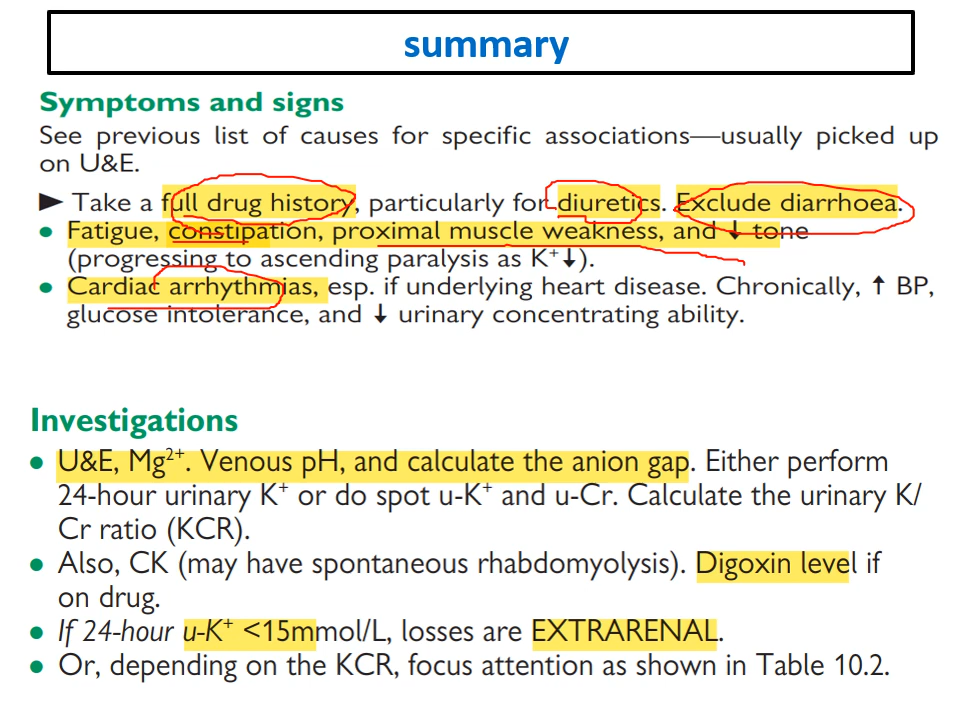 summary
Symptoms and signs
See previous list of causes for specific associations—usually picked up
on U&E.
► Take a full drug history, particularly for diuretics. Exclude diarrhoea.
• Fatigue, constipation, proximal muscle weakness, and ↓ tone
(progressing to ascending paralysis as K⁺↓).
• Cardiac arrhythmias, esp. if underlying heart disease. Chronically, ↑ BP,
glucose intolerance, and ↓ urinary concentrating ability.
Investigations
• U&E, Mg²⁺. Venous pH, and calculate the anion gap. Either perform
24-hour urinary K⁺ or do spot u-K⁺ and u-Cr. Calculate the urinary K/
Cr ratio (KCR).
• Also, CK (may have spontaneous rhabdomyolysis). Digoxin level if
on drug.
• If 24-hour u-K⁺ <15mmol/L, losses are EXTRARENAL.
• Or, depending on the KCR, focus attention as shown in Table 10.2.